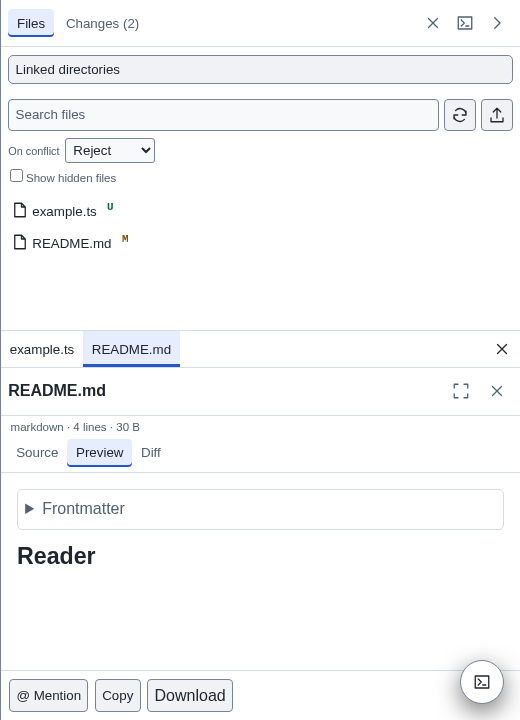 Files Changes (2)
Linked directories
Search files
On conflict Reject
Show hidden files
example.ts U
README.md M
example.ts README.md
README.md
markdown · 4 lines · 30 B
Source Preview Diff
Frontmatter
Reader
@ Mention Copy Download